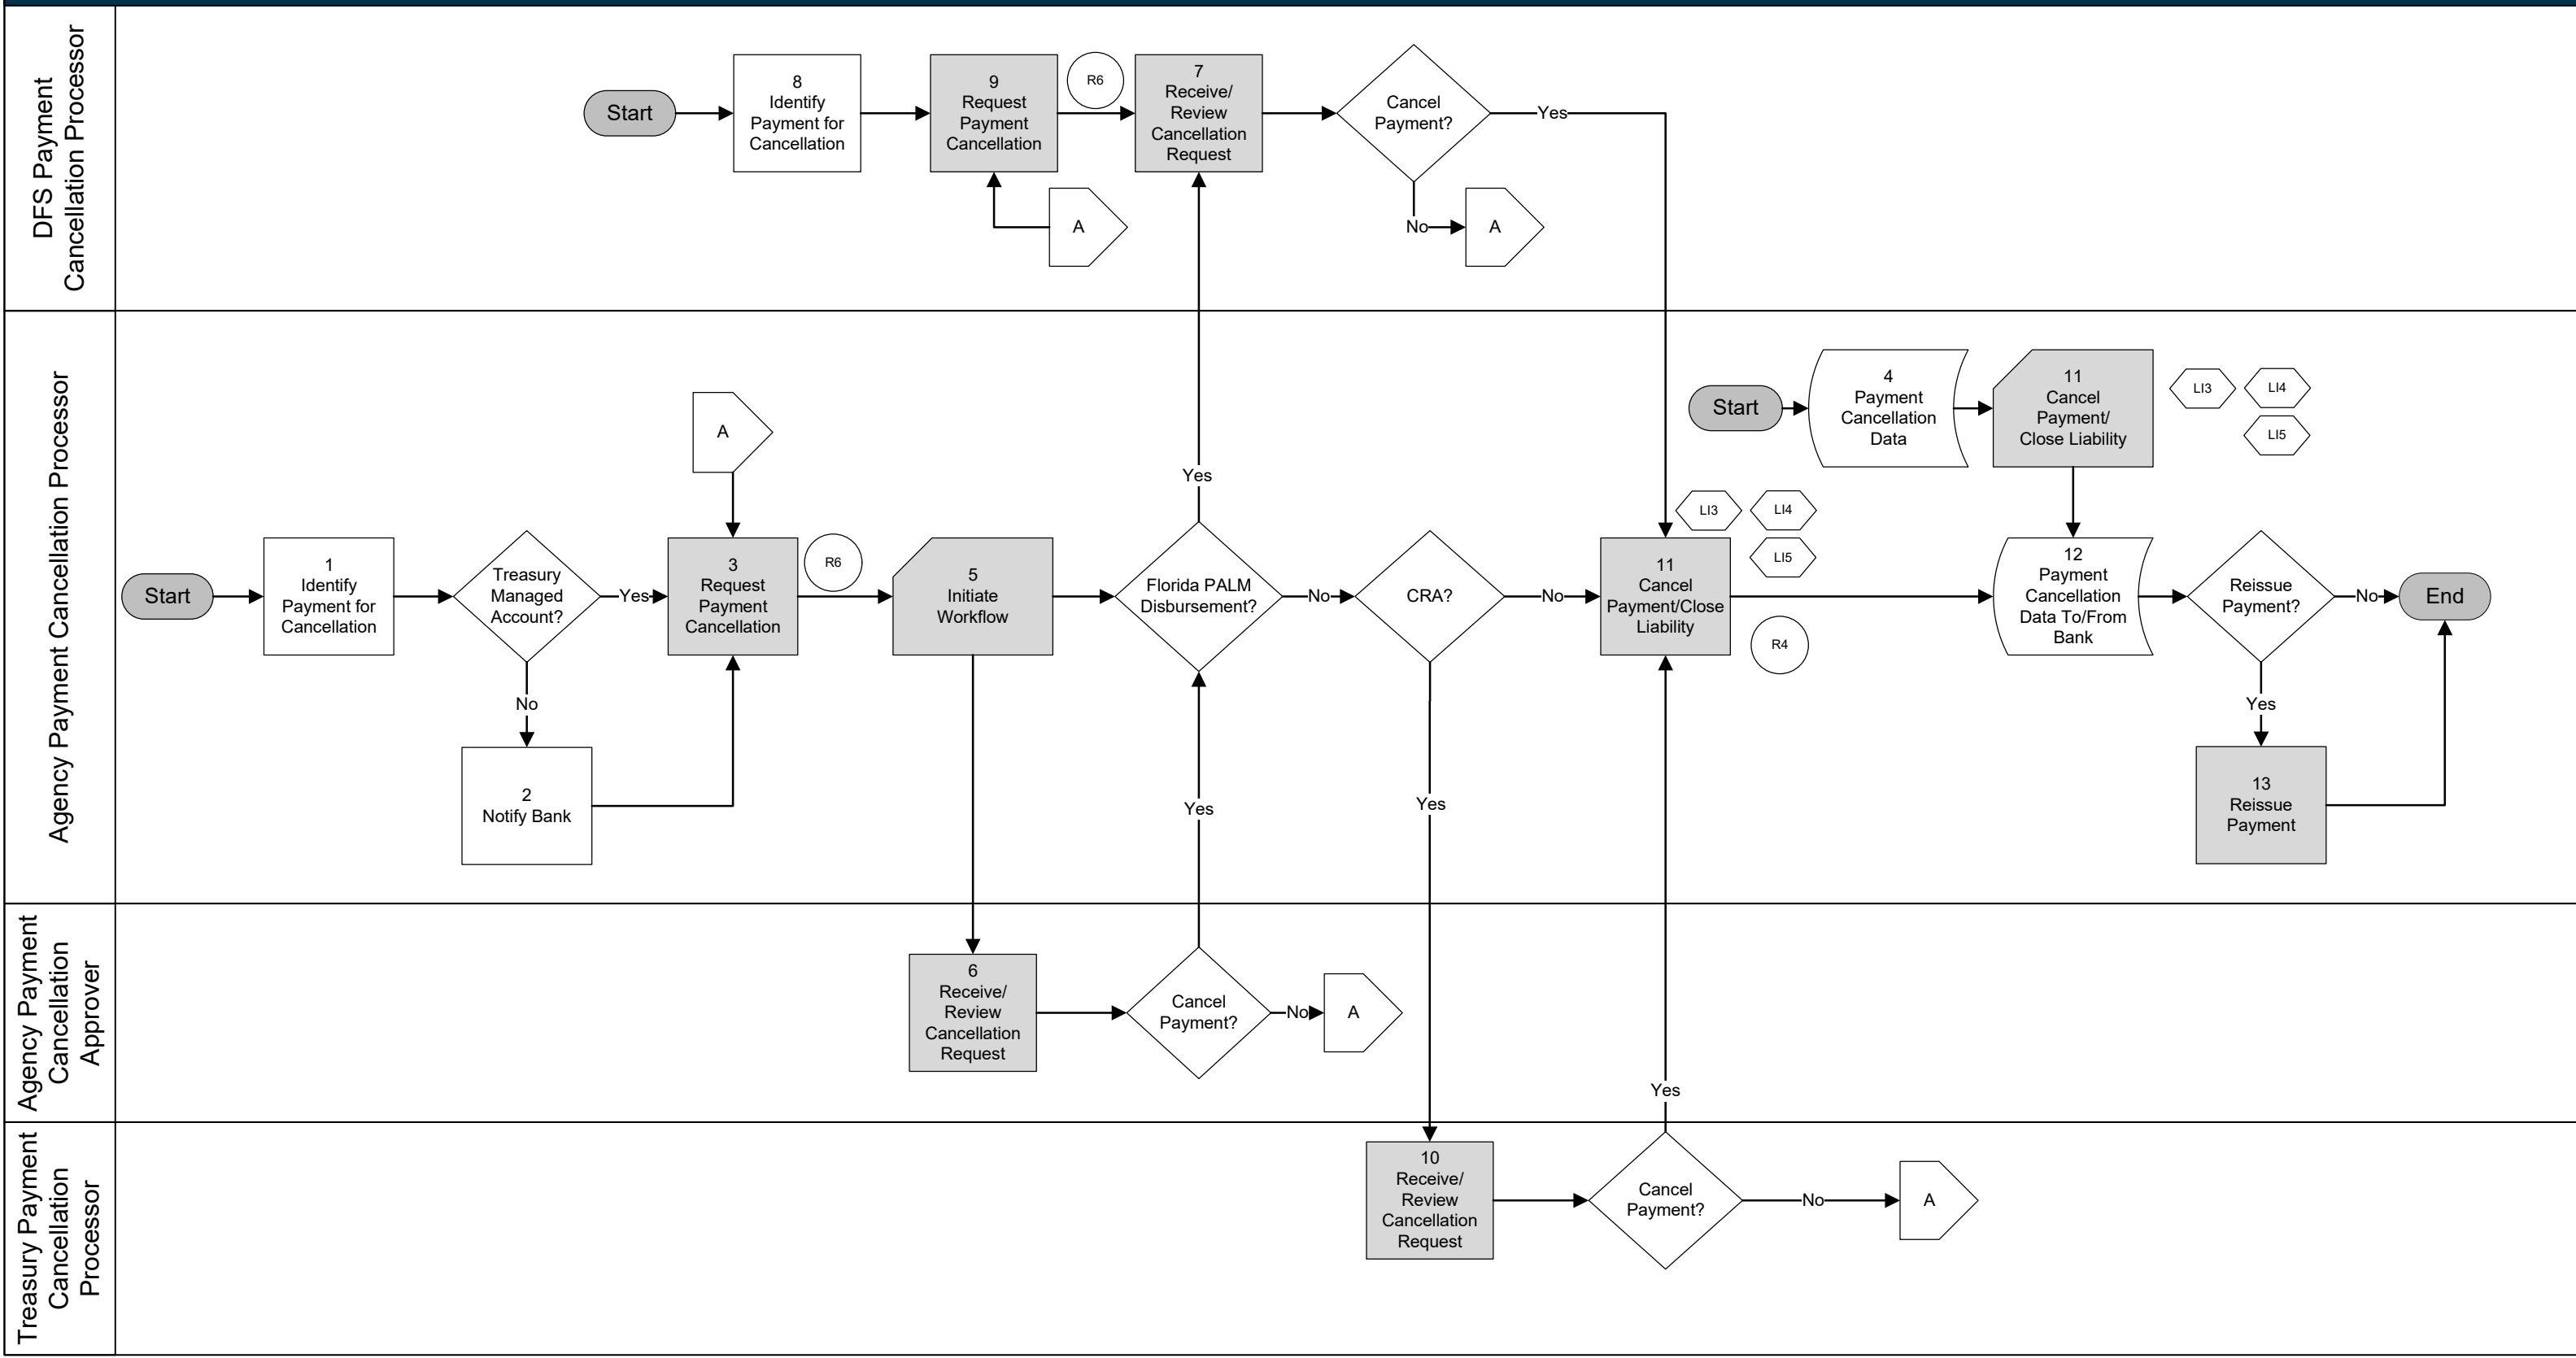 DFS Payment
Cancellation Processor
Start
8
Identify
Payment for
Cancellation
9
Request
Payment
Cancellation
R6
7
Receive/
Review
Cancellation
Request
Cancel
Payment?
Yes
No
A
A
Agency Payment Cancellation Processor
Start
1
Identify
Payment for
Cancellation
Treasury
Managed
Account?
Yes
No
2
Notify Bank
A
3
Request
Payment
Cancellation
R6
5
Initiate
Workflow
Florida PALM
Disbursement?
Yes
No
CRA?
No
Yes
11
Cancel
Payment/Close
Liability
LI3
LI4
LI5
R4
Start
4
Payment
Cancellation
Data
11
Cancel
Payment/
Close Liability
LI3
LI4
LI5
12
Payment
Cancellation
Data To/From
Bank
Reissue
Payment?
No
End
Yes
13
Reissue
Payment
Agency Payment
Cancellation
Approver
6
Receive/
Review
Cancellation
Request
Cancel
Payment?
Yes
No
A
Treasury Payment
Cancellation
Processor
10
Receive/
Review
Cancellation
Request
Cancel
Payment?
Yes
No
A